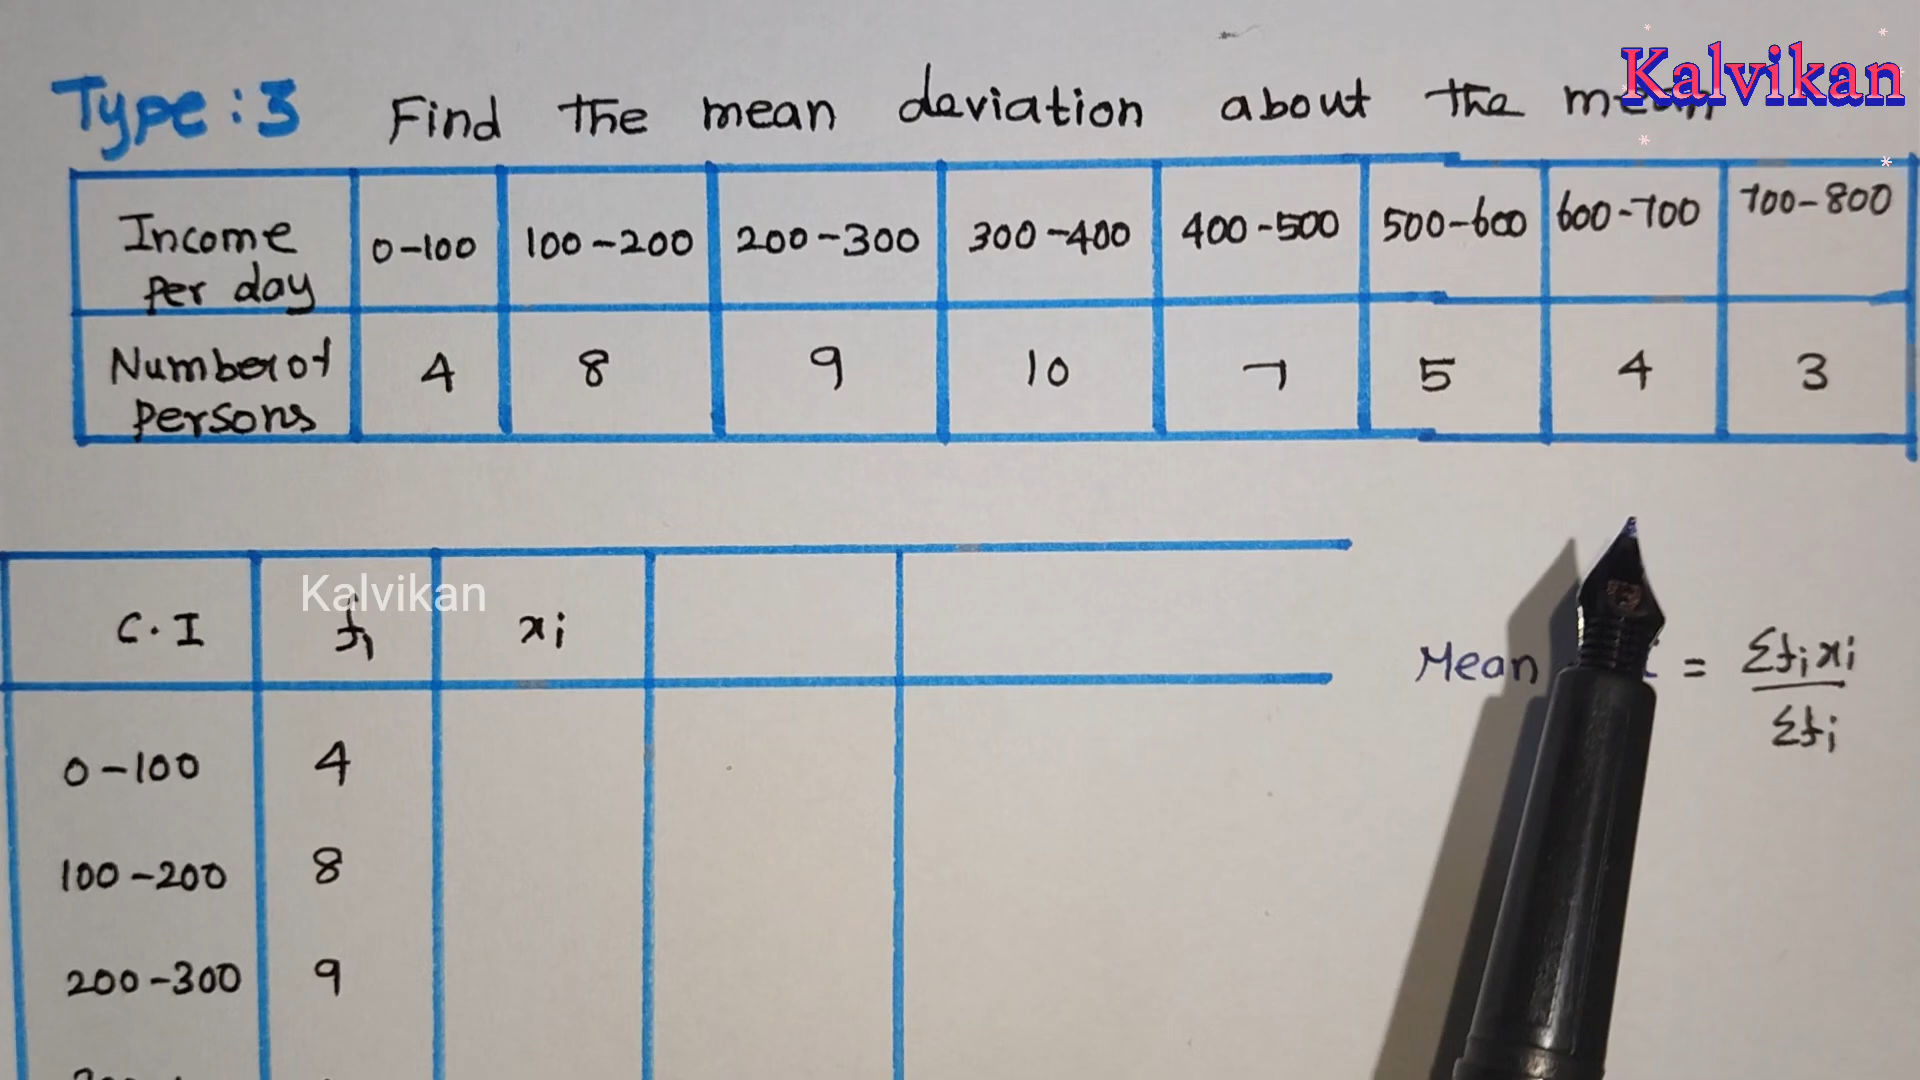 Kalvikan
Type:3 Find the mean deviation about the mean
Income per day 0-100 100-200 200-300 300-400 400-500 500-600 600-700 700-800
Number of persons 4 8 9 10 7 5 4 3
Kalvikan
C.I fi xi
Mean = Σfixi
Σfi
0-100 4
100-200 8
200-300 9